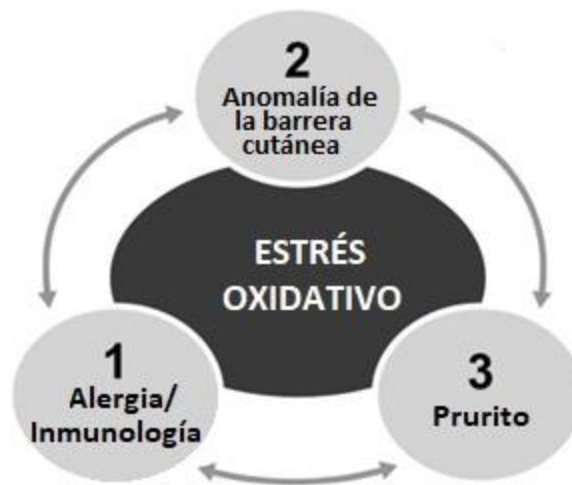 2
Anomalía de
la barrera
cutánea
ESTRÉS
OXIDATIVO
1
Alergia/
Inmunología
3
Prurito